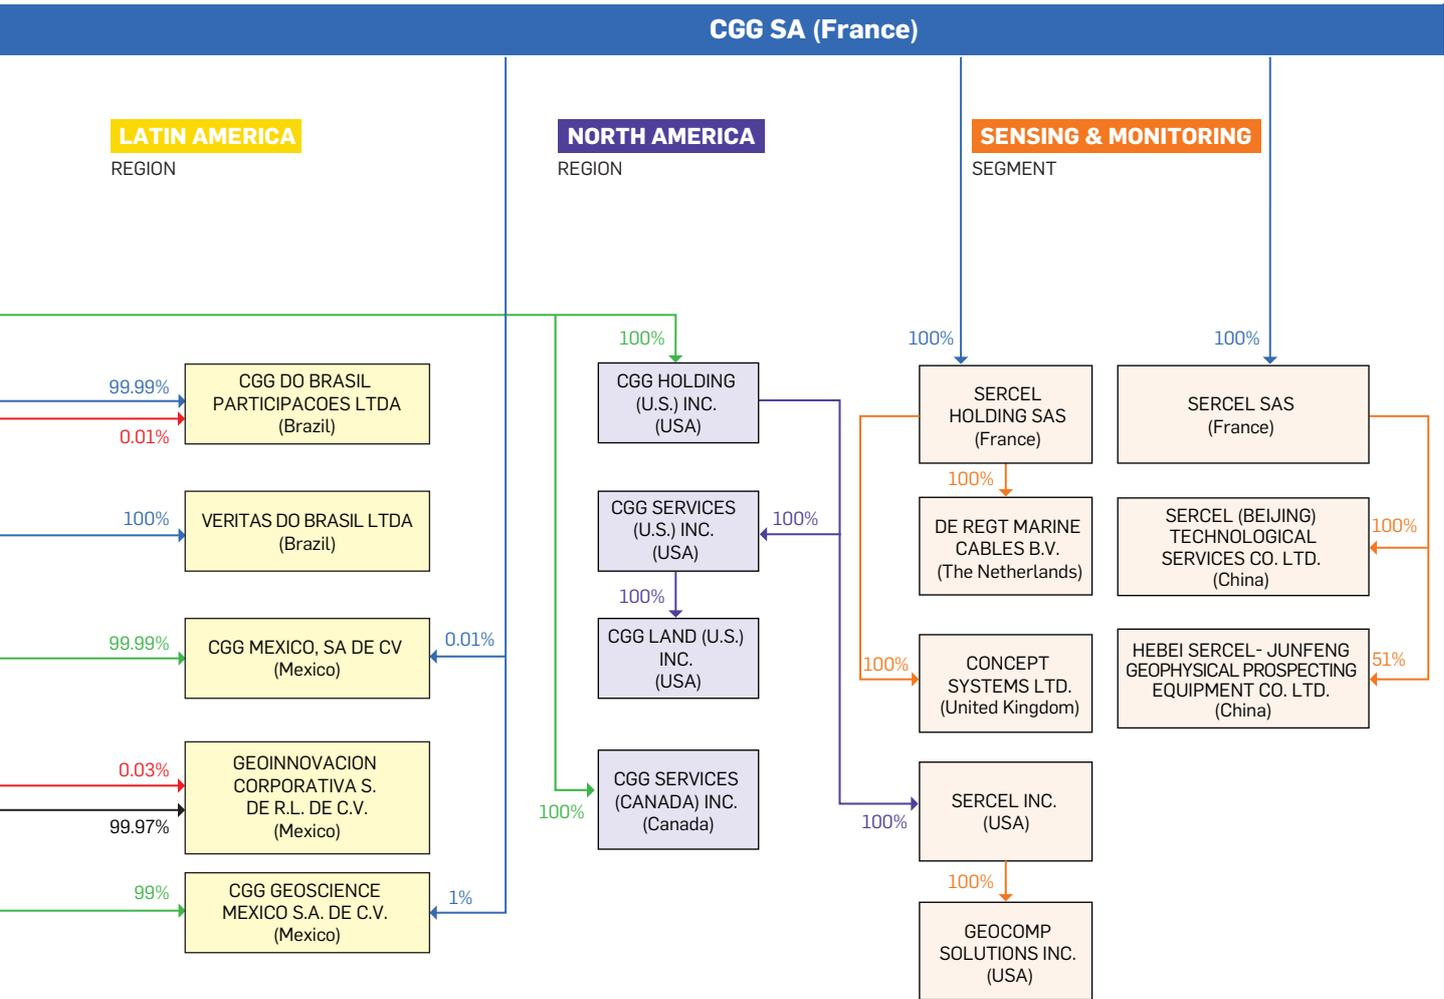 CGG SA (France)
LATIN AMERICA
REGION
99.99%
0.01%
CGG DO BRASIL
PARTICIPACOES LTDA
(Brazil)
100%
VERITAS DO BRASIL LTDA
(Brazil)
99.99%
CGG MEXICO, SA DE CV
(Mexico)
0.01%
0.03%
99.97%
GEOINNOVACION
CORPORATIVA S.
DE R.L. DE C.V.
(Mexico)
99%
CGG GEOSCIENCE
MEXICO S.A. DE C.V.
(Mexico)
1%
NORTH AMERICA
REGION
100%
CGG HOLDING
(U.S.) INC.
(USA)
CGG SERVICES
(U.S.) INC.
(USA)
100%
100%
CGG LAND (U.S.)
INC.
(USA)
100%
CGG SERVICES
(CANADA) INC.
(Canada)
SENSING & MONITORING
SEGMENT
100%
SERCEL
HOLDING SAS
(France)
100%
DE REGT MARINE
CABLES B.V.
(The Netherlands)
100%
CONCEPT
SYSTEMS LTD.
(United Kingdom)
100%
SERCEL INC.
(USA)
100%
GEOCOMP
SOLUTIONS INC.
(USA)
100%
SERCEL SAS
(France)
SERCEL (BEIJING)
TECHNOLOGICAL
SERVICES CO. LTD.
(China)
100%
HEBEI SERCEL- JUNFENG
GEOPHYSICAL PROSPECTING
EQUIPMENT CO. LTD.
(China)
51%